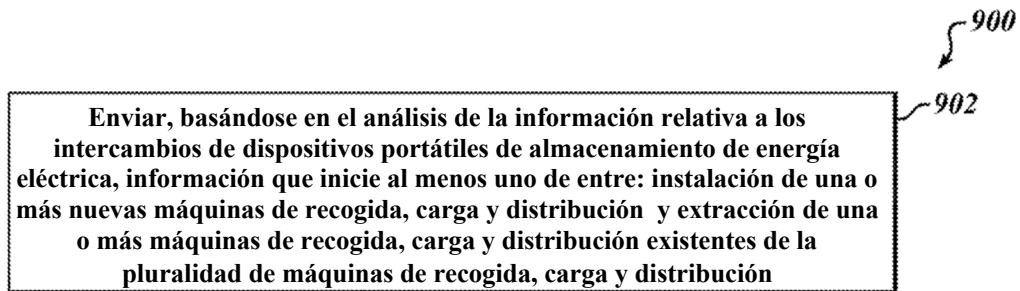 900
902
Enviar, basándose en el análisis de la información relativa a los
intercambios de dispositivos portátiles de almacenamiento de energía
eléctrica, información que inicie al menos uno de entre: instalación de una o
más nuevas máquinas de recogida, carga y distribución y extracción de una
o más máquinas de recogida, carga y distribución existentes de la
pluralidad de máquinas de recogida, carga y distribución